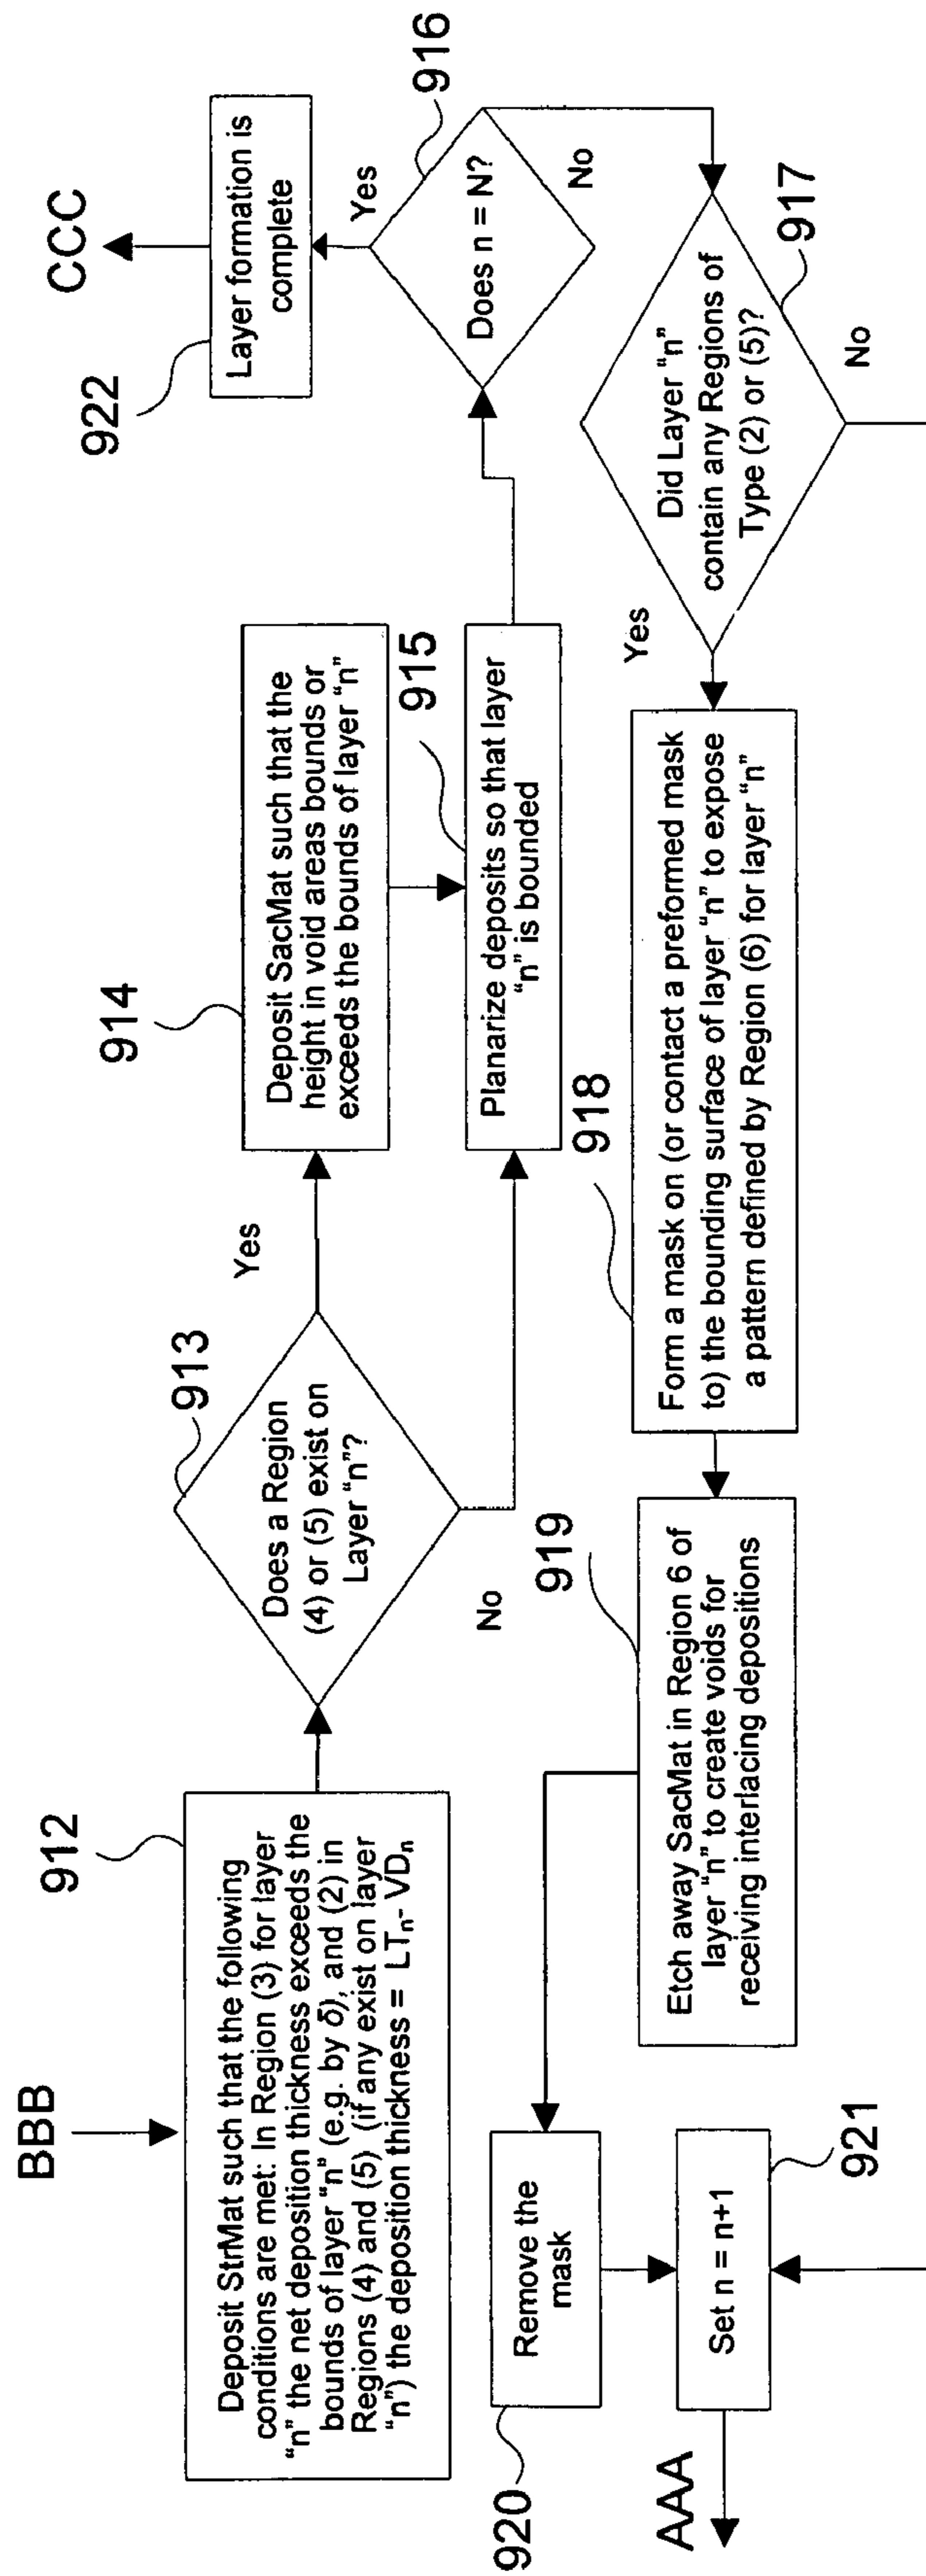 BBB
912
Deposit StrMat such that the following
conditions are met: In Region (3) for layer
"n" the net deposition thickness exceeds the
bounds of layer "n" (e.g. by δ), and (2) in
Regions (4) and (5) (if any exist on layer
"n") the deposition thickness = LTn- VDn
913
Does a Region
(4) or (5) exist on
Layer "n"?
Yes
No
914
Deposit SacMat such that the
height in void areas bounds or
exceeds the bounds of layer "n"
915
Planarize deposits so that layer
"n" is bounded
916
Does n = N?
Yes
No
922
Layer formation is
complete
CCC
917
Did Layer "n"
contain any Regions of
Type (2) or (5)?
Yes
No
918
Form a mask on (or contact a preformed mask
to) the bounding surface of layer "n" to expose
a pattern defined by Region (6) for layer "n"
919
Etch away SacMat in Region 6 of
layer "n" to create voids for
receiving interlacing depositions
920
Remove the
mask
921
Set n = n+1
AAA